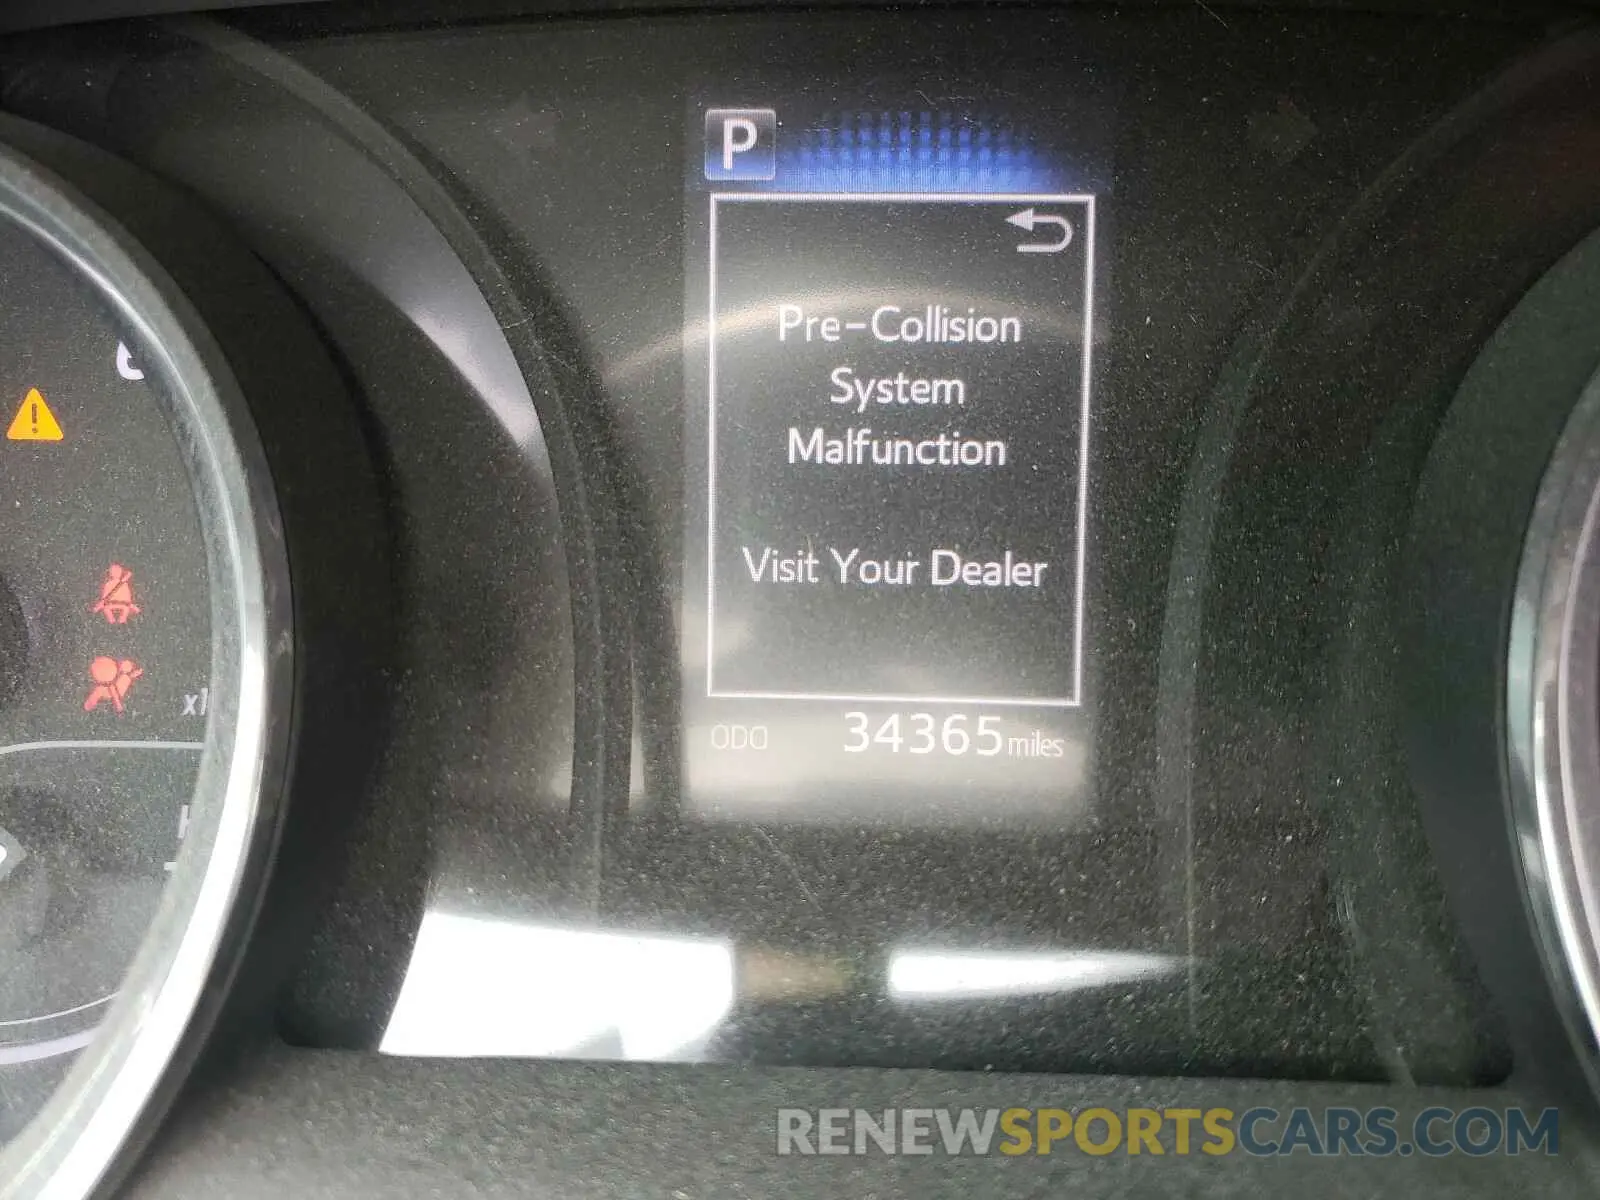 P
Pre-Collision
System
Malfunction
Visit Your Dealer
ODO 34365 miles
RENEWSPORTSCARS.COM